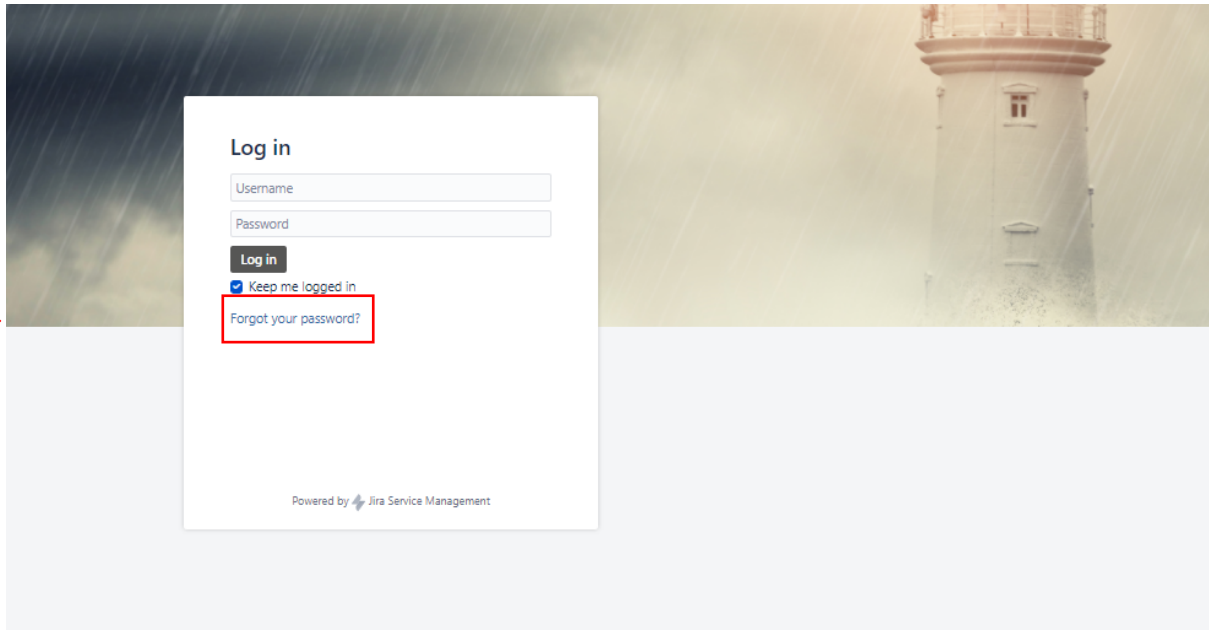 Log in
Username
Password
Log in
Keep me logged in
Forgot your password?
Powered by Jira Service Management